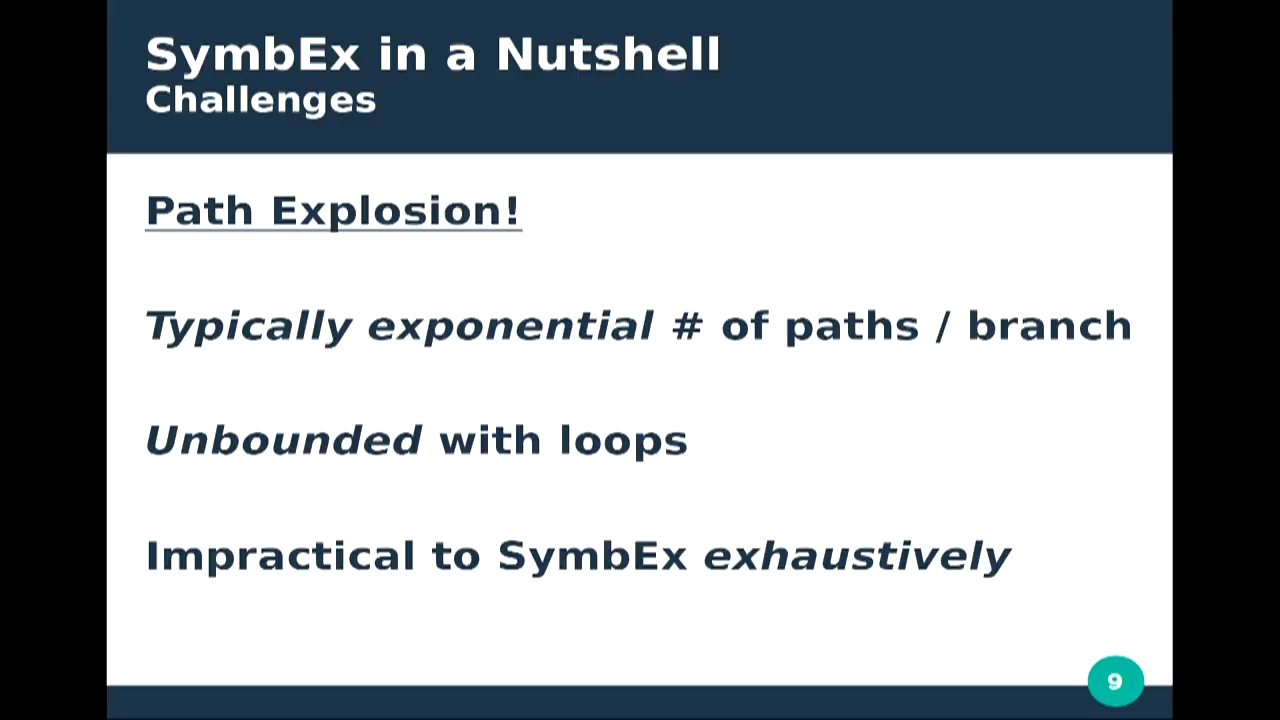 SymbEx in a Nutshell
Challenges
Path Explosion!
Typically exponential # of paths / branch
Unbounded with loops
Impractical to SymbEx exhaustively
9